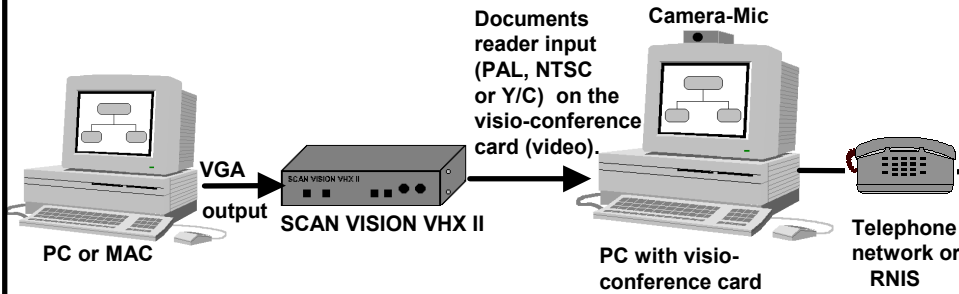 Documents
reader input
(PAL, NTSC
or Y/C) on the
visio-conference
card (video).
Camera-Mic
VGA
output
SCAN VISION VHX II
SCAN VISION VHX II
PC or MAC
PC with visio-
conference card
Telephone
network or
RNIS